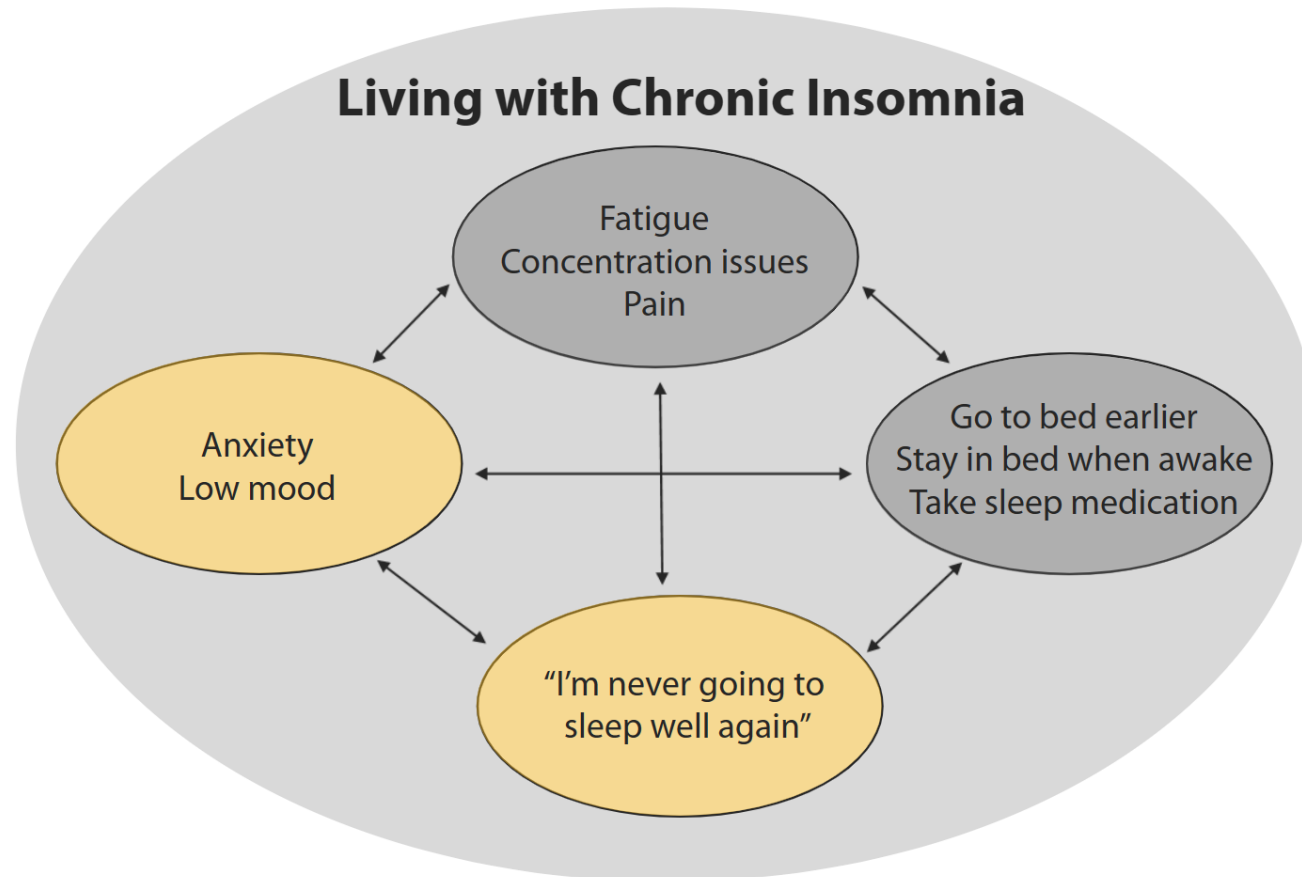 Living with Chronic Insomnia
Fatigue
Concentration issues
Pain
Anxiety
Low mood
Go to bed earlier
Stay in bed when awake
Take sleep medication
“I’m never going to
sleep well again”